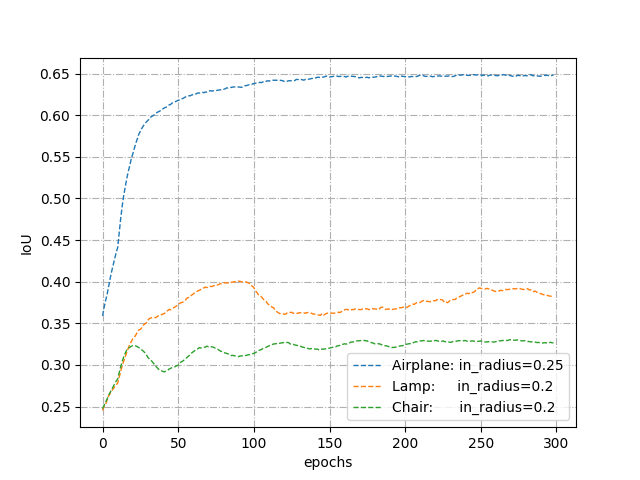 0.65
0.60
0.55
0.50
0.45
0.40
0.35
0.30
0.25
IoU
0 50 100 150 200 250 300
epochs
Airplane: in_radius=0.25
Lamp: in_radius=0.2
Chair: in_radius=0.2